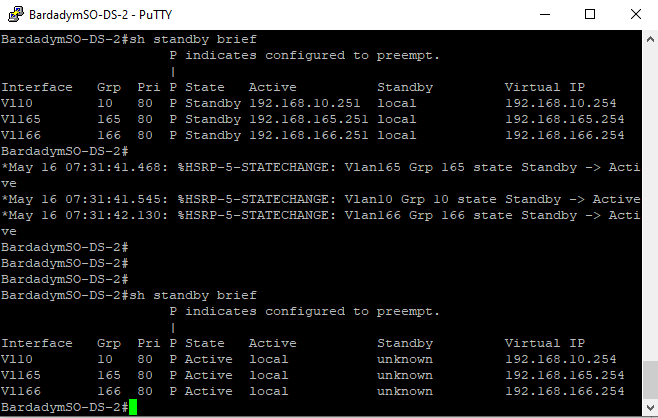 BardadymSO-DS-2 - PuTTY
BardadymSO-DS-2#sh standby brief
                     P indicates configured to preempt.
                     |
Interface   Grp  Pri P State   Active          Standby         Virtual IP
Vl10        10   80  P Standby 192.168.10.251  local           192.168.10.254
Vl165       165  80  P Standby 192.168.165.251 local           192.168.165.254
Vl166       166  80  P Standby 192.168.166.251 local           192.168.166.254
BardadymSO-DS-2#
*May 16 07:31:41.468: %HSRP-5-STATECHANGE: Vlan165 Grp 165 state Standby -> Acti
ve
*May 16 07:31:41.545: %HSRP-5-STATECHANGE: Vlan10 Grp 10 state Standby -> Active
*May 16 07:31:42.130: %HSRP-5-STATECHANGE: Vlan166 Grp 166 state Standby -> Acti
ve
BardadymSO-DS-2#
BardadymSO-DS-2#
BardadymSO-DS-2#
BardadymSO-DS-2#sh standby brief
                     P indicates configured to preempt.
                     |
Interface   Grp  Pri P State   Active          Standby         Virtual IP
Vl10        10   80  P Active  local           unknown         192.168.10.254
Vl165       165  80  P Active  local           unknown         192.168.165.254
Vl166       166  80  P Active  local           unknown         192.168.166.254
BardadymSO-DS-2#